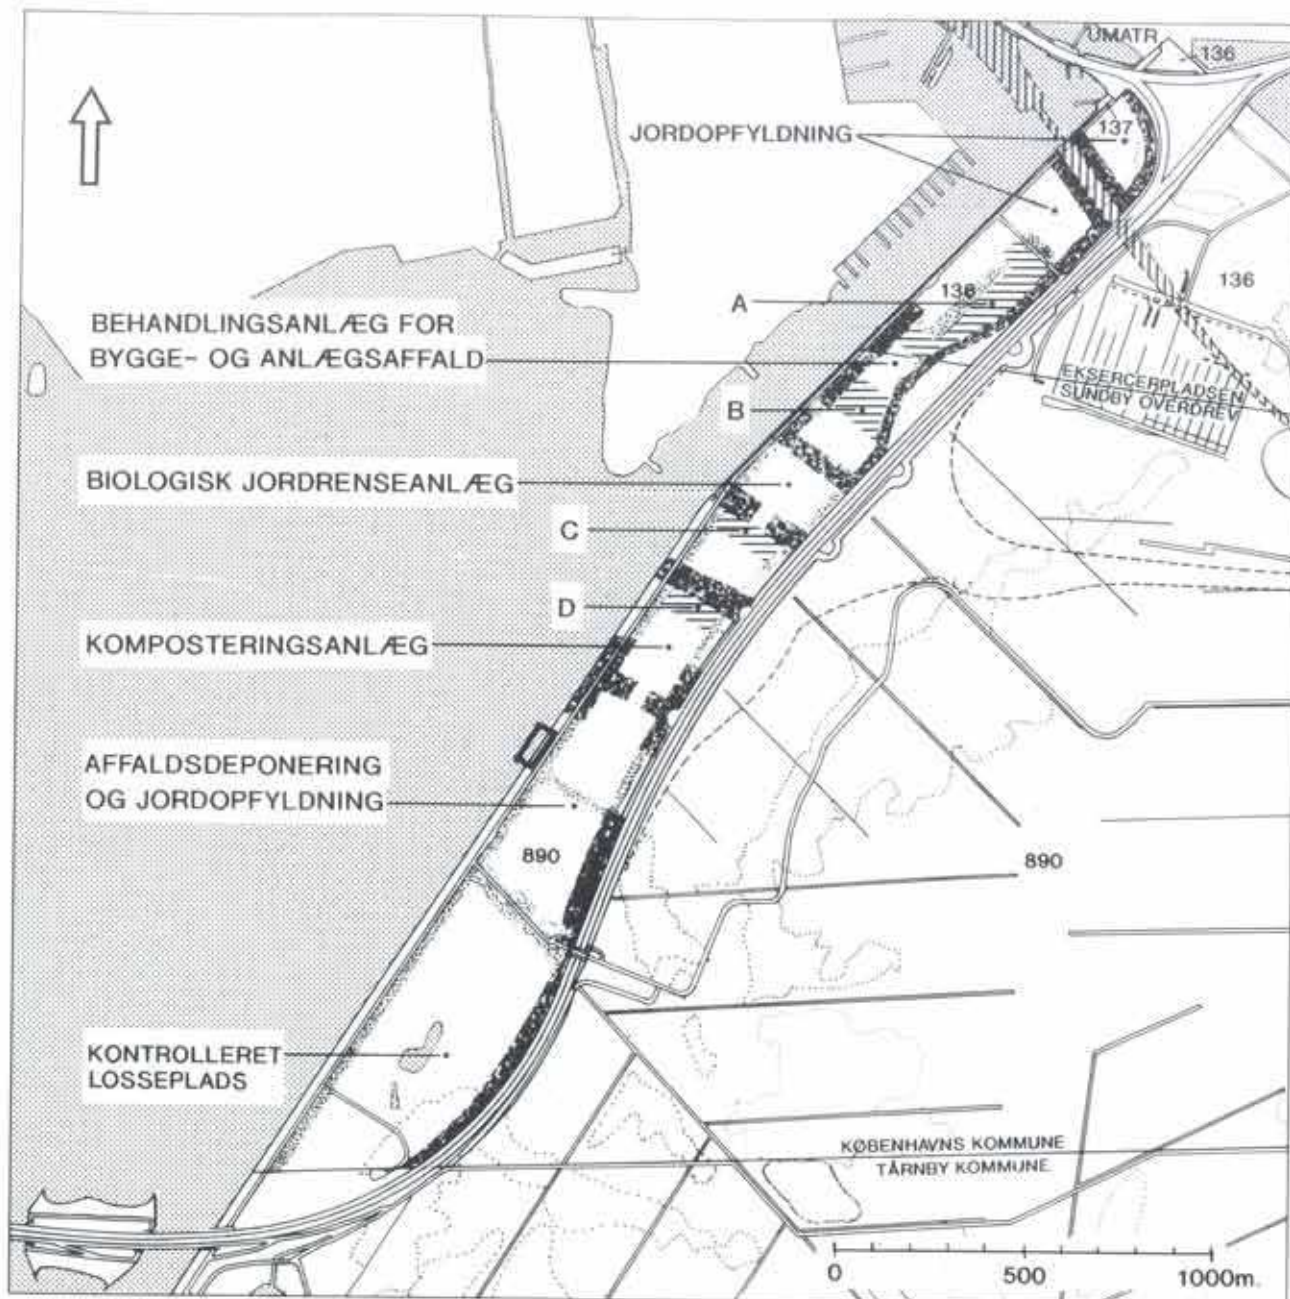 UMATR
136
JORDOPFYLDNING
137
136
A
136
BEHANDLINGSANLÆG FOR
BYGGE- OG ANLÆGSAFFALD
EKSERCERPLADSEN
SUNDBY OVERDREV
B
BIOLOGISK JORDRENSEANLÆG
C
D
KOMPOSTERINGSANLÆG
AFFALDSDEPONERING
OG JORDOPFYLDNING
890
890
KONTROLLERET
LOSSEPLADS
KØBENHAVNS KOMMUNE
TÅRNBY KOMMUNE
0 500 1000m.